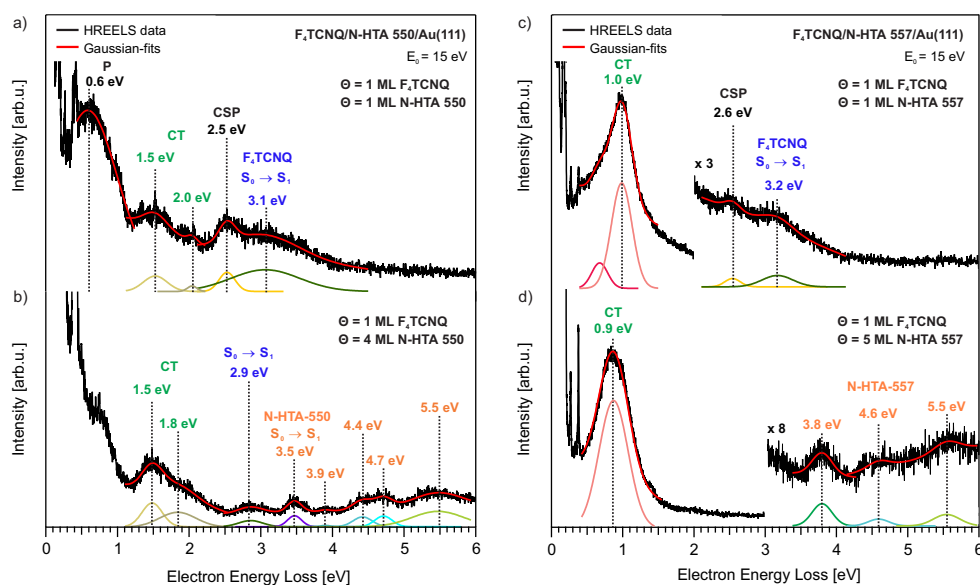 a)
HREELS data
Gaussian-fits
F₄TCNQ/N-HTA 550/Au(111)
E₀ = 15 eV
Θ = 1 ML F₄TCNQ
Θ = 1 ML N-HTA 550
P
0.6 eV
CT
1.5 eV
2.0 eV
CSP
2.5 eV
F₄TCNQ
S₀ → S₁
3.1 eV
Intensity [arb.u.]
b)
Θ = 1 ML F₄TCNQ
Θ = 4 ML N-HTA 550
CT
1.5 eV
1.8 eV
S₀ → S₁
2.9 eV
N-HTA-550
S₀ → S₁
3.5 eV
3.9 eV
4.4 eV
4.7 eV
5.5 eV
Intensity [arb.u.]
0 1 2 3 4 5 6
Electron Energy Loss [eV]
c)
HREELS data
Gaussian-fits
F₄TCNQ/N-HTA 557/Au(111)
E₀ = 15 eV
Θ = 1 ML F₄TCNQ
Θ = 1 ML N-HTA 557
CT
1.0 eV
x 3
CSP
2.6 eV
F₄TCNQ
S₀ → S₁
3.2 eV
Intensity [arb.u.]
d)
Θ = 1 ML F₄TCNQ
Θ = 5 ML N-HTA 557
CT
0.9 eV
x 8
N-HTA-557
3.8 eV
4.6 eV
5.5 eV
Intensity [arb.u.]
0 1 2 3 4 5 6
Electron Energy Loss [eV]